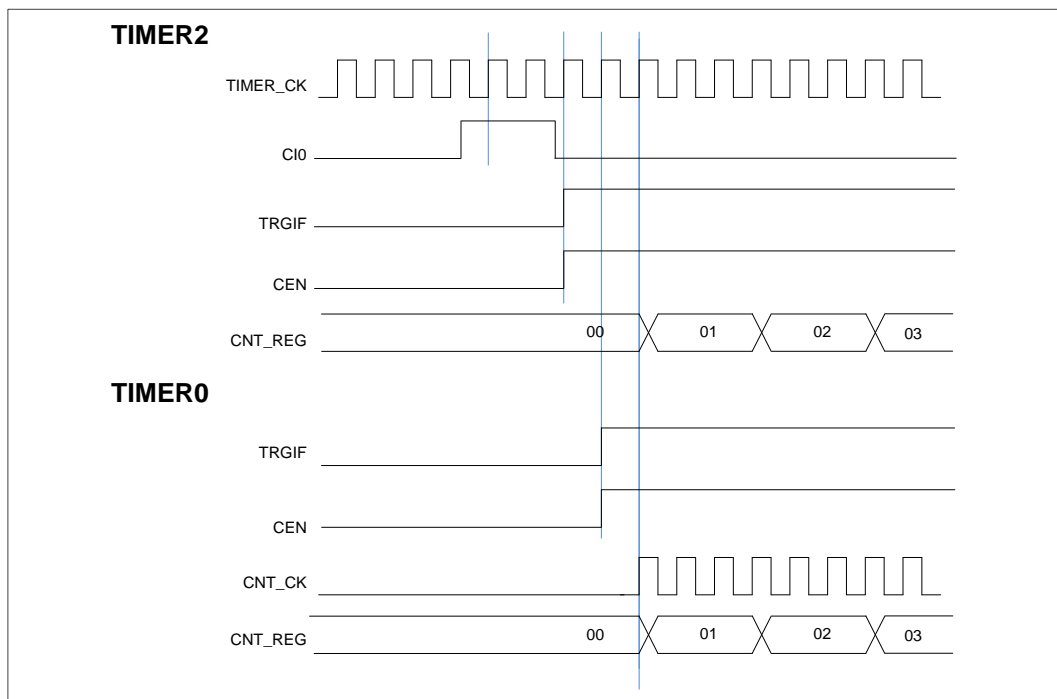 TIMER2
TIMER_CK
CI0
TRGIF
CEN
CNT_REG 00 01 02 03
TIMER0
TRGIF
CEN
CNT_CK
CNT_REG 00 01 02 03